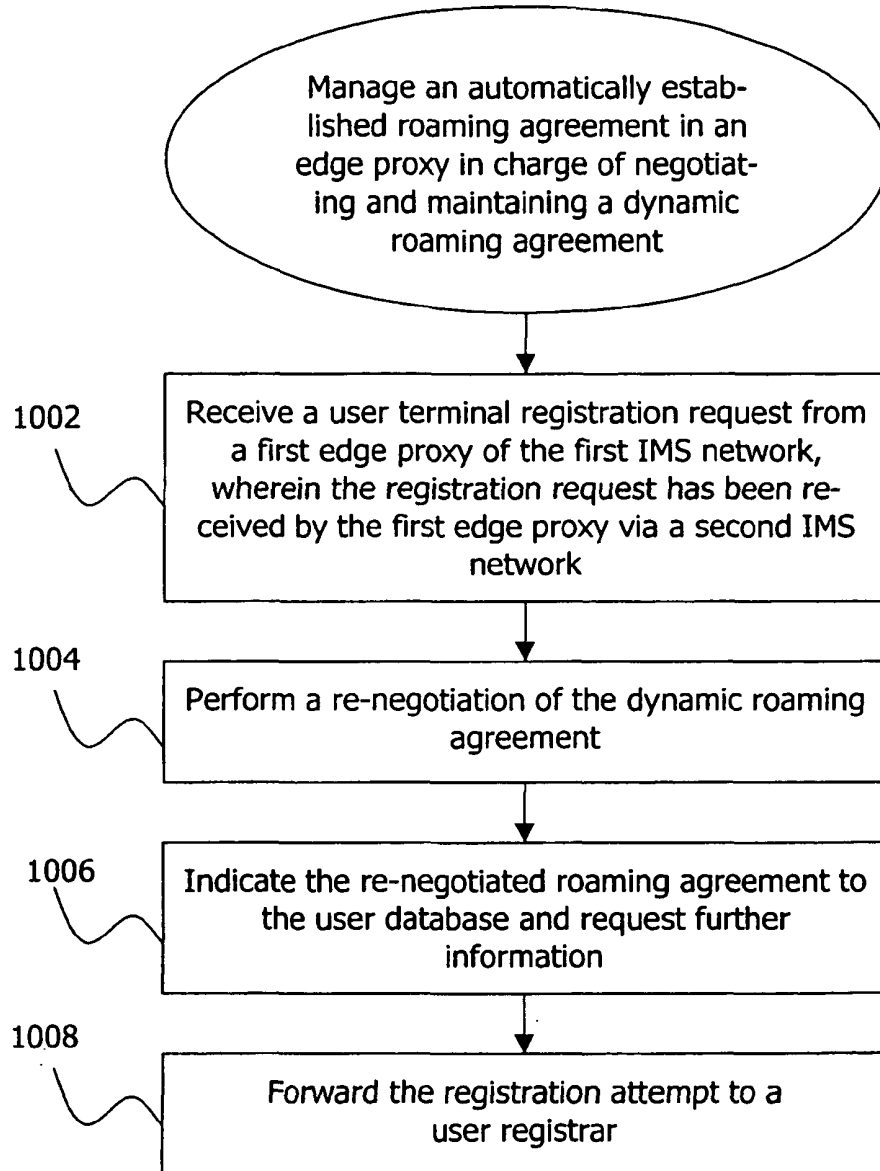 Manage an automatically estab-
lished roaming agreement in an
edge proxy in charge of negotiat-
ing and maintaining a dynamic
roaming agreement
1002
Receive a user terminal registration request from
a first edge proxy of the first IMS network,
wherein the registration request has been re-
ceived by the first edge proxy via a second IMS
network
1004
Perform a re-negotiation of the dynamic roaming
agreement
1006
Indicate the re-negotiated roaming agreement to
the user database and request further
information
1008
Forward the registration attempt to a
user registrar